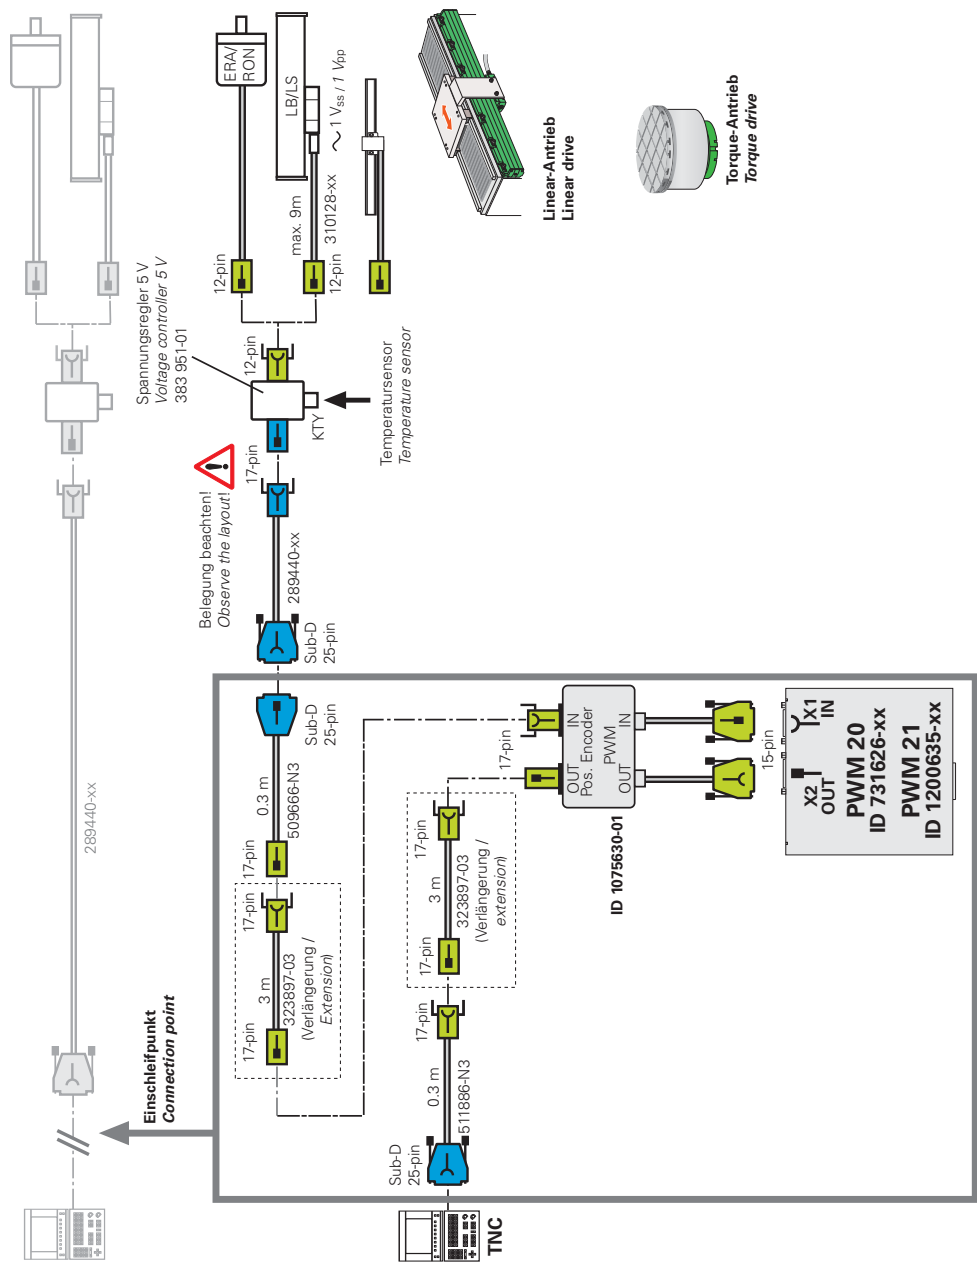 ERA/
RON
LB/LS
∼ 1 Vss / 1 Vpp
max. 9m
310128-xx
12-pin
12-pin
Linear-Antrieb
Linear drive
Torque-Antrieb
Torque drive
Spannungsregler 5 V
Voltage controller 5 V
383 951-01
12-pin
KTY
Temperatursensor
Temperature sensor
17-pin
Belegung beachten!
Observe the layout!
289440-xx
Sub-D
25-pin
289440-xx
Einschleifpunkt
Connection point
Sub-D
25-pin
0.3 m
509666-N3
17-pin
17-pin
3 m
323897-03
(Verlängerung /
Extension)
17-pin
17-pin
OUT IN
Pos. Encoder
PWM
OUT IN
ID 1075630-01
15-pin
X2
OUT
X1
IN
PWM 20
ID 731626-xx
PWM 21
ID 1200635-xx
17-pin
3 m
323897-03
(Verlängerung /
extension)
17-pin
17-pin
0.3 m
511886-N3
Sub-D
25-pin
TNC